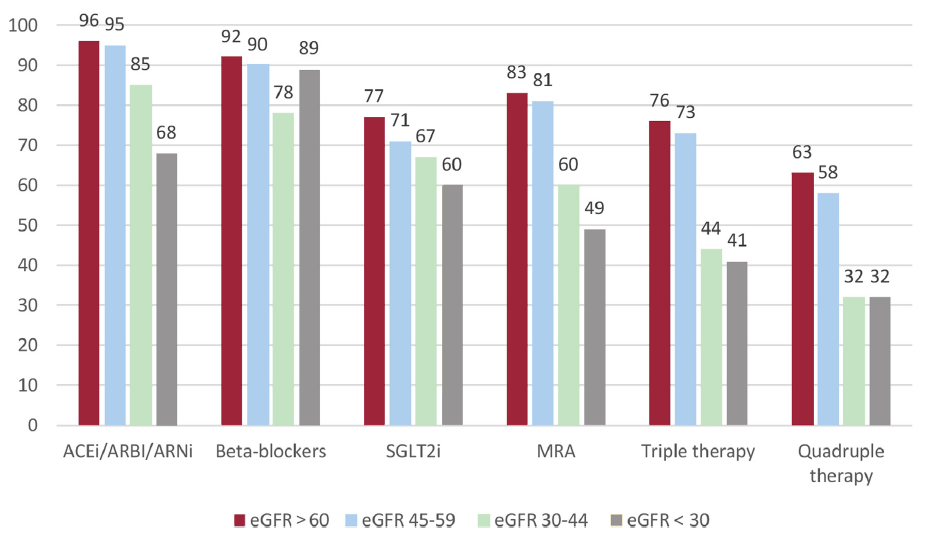 100
90
80
70
60
50
40
30
20
10
0
96 95 85 68
92 90 78 89
77 71 67 60
83 81 60 49
76 73 44 41
63 58 32 32
ACEi/ARBI/ARNi
Beta-blockers
SGLT2i
MRA
Triple therapy
Quadruple
therapy
eGFR > 60 eGFR 45-59 eGFR 30-44 eGFR < 30